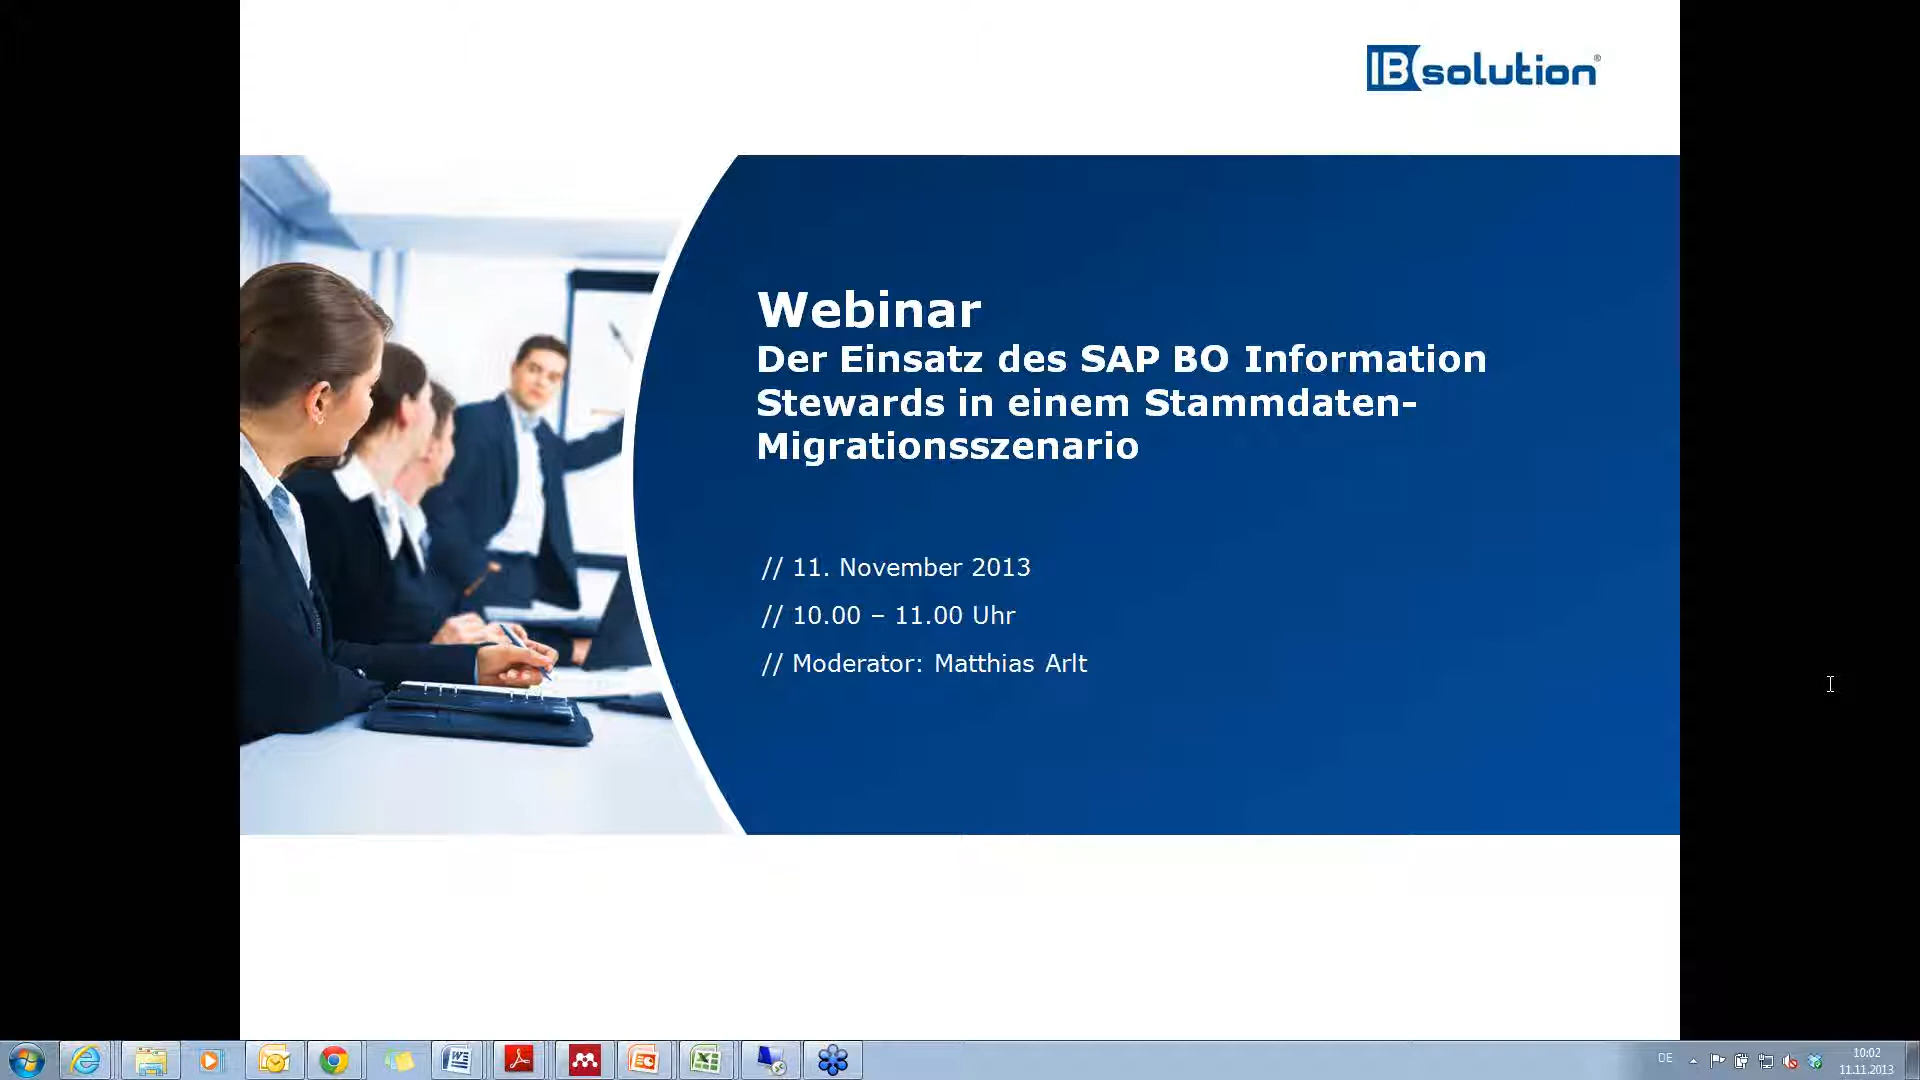 IBsolution®
Webinar
Der Einsatz des SAP BO Information
Stewards in einem Stammdaten-
Migrationsszenario
// 11. November 2013
// 10.00 – 11.00 Uhr
// Moderator: Matthias Arlt
DE
10:02
11.11.2013